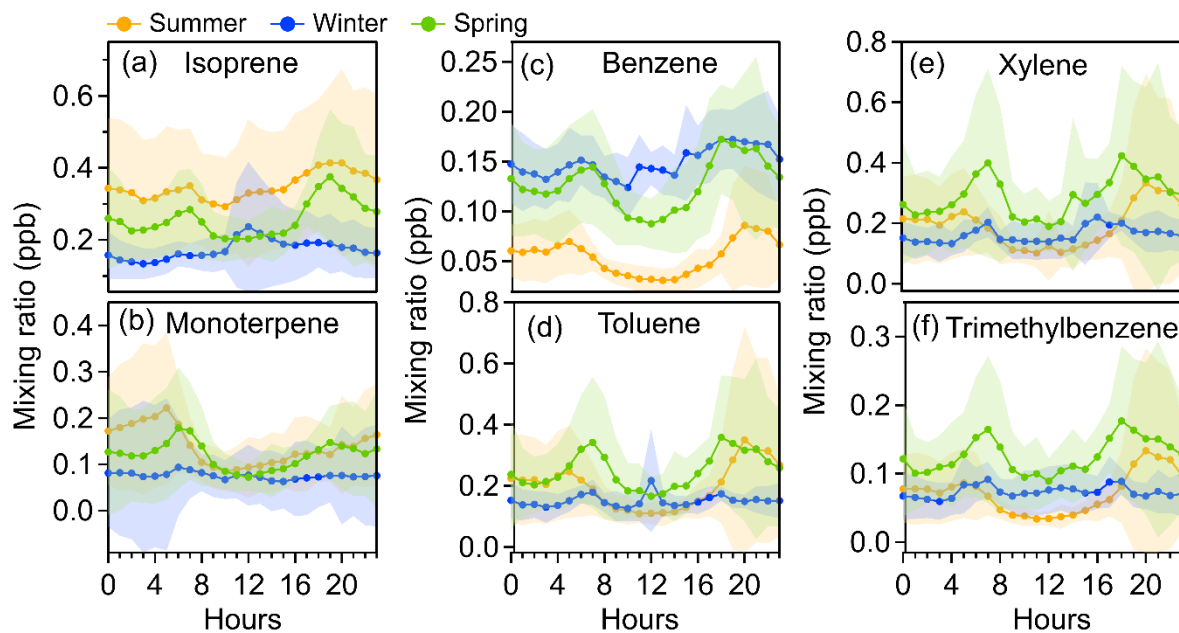 Summer Winter Spring
(a) Isoprene
Mixing ratio (ppb)
0.6
0.4
0.2
(b) Monoterpene
0.4
0.3
0.2
0.1
0.0
0 4 8 12 16 20
Hours
(c) Benzene
Mixing ratio (ppb)
0.25
0.20
0.15
0.10
0.05
(d) Toluene
0.8
0.6
0.4
0.2
0.0
0 4 8 12 16 20
Hours
(e) Xylene
Mixing ratio (ppb)
0.8
0.6
0.4
0.2
0.0
(f) Trimethylbenzene
0.3
0.2
0.1
0.0
0 4 8 12 16 20
Hours